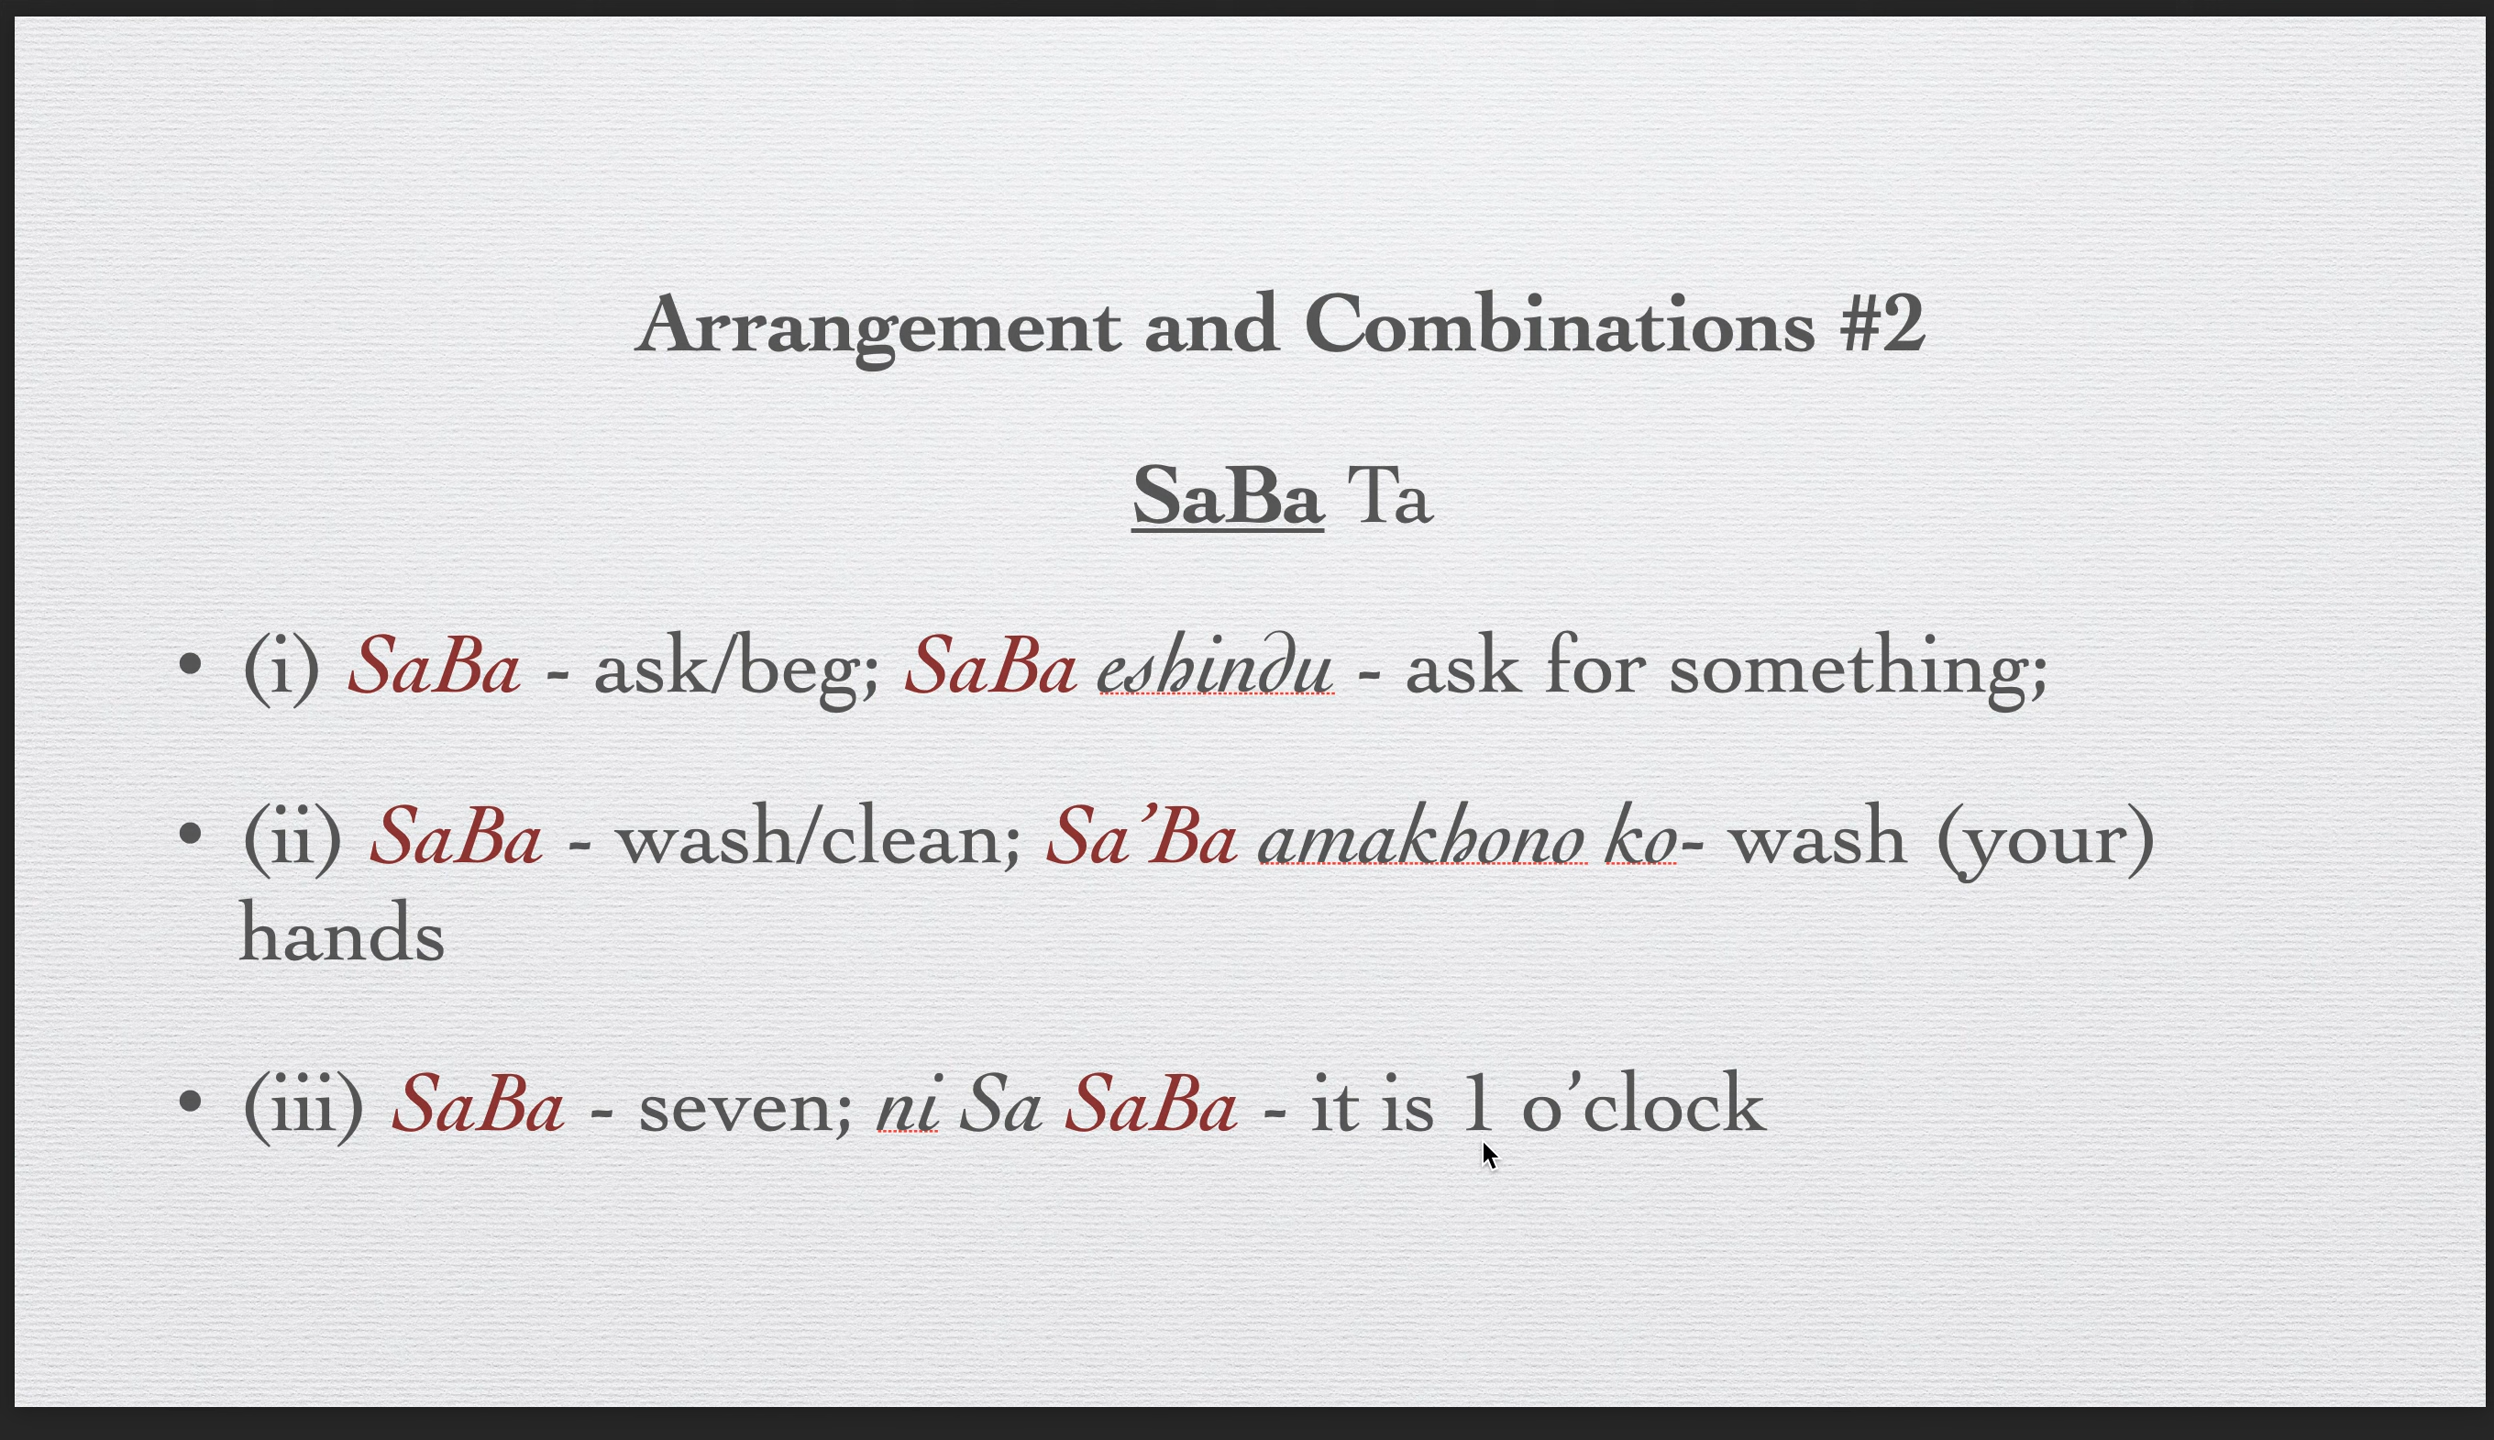 Arrangement and Combinations #2
SaBa Ta
• (i) SaBa - ask/beg; SaBa eshindu - ask for something;
• (ii) SaBa - wash/clean; Sa’Ba amakhono ko- wash (your)
hands
• (iii) SaBa - seven; ni Sa SaBa - it is 1 o’clock